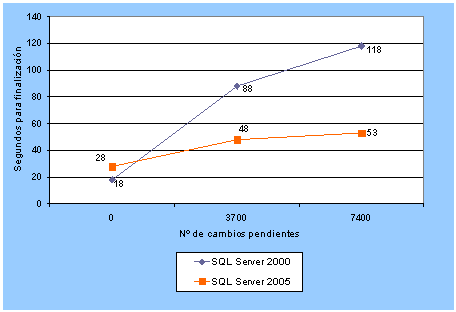 140
120
100
80
60
40
20
0
Segundos para finalización
18
88
118
28
48
53
0 3700 7400
Nº de cambios pendientes
SQL Server 2000
SQL Server 2005